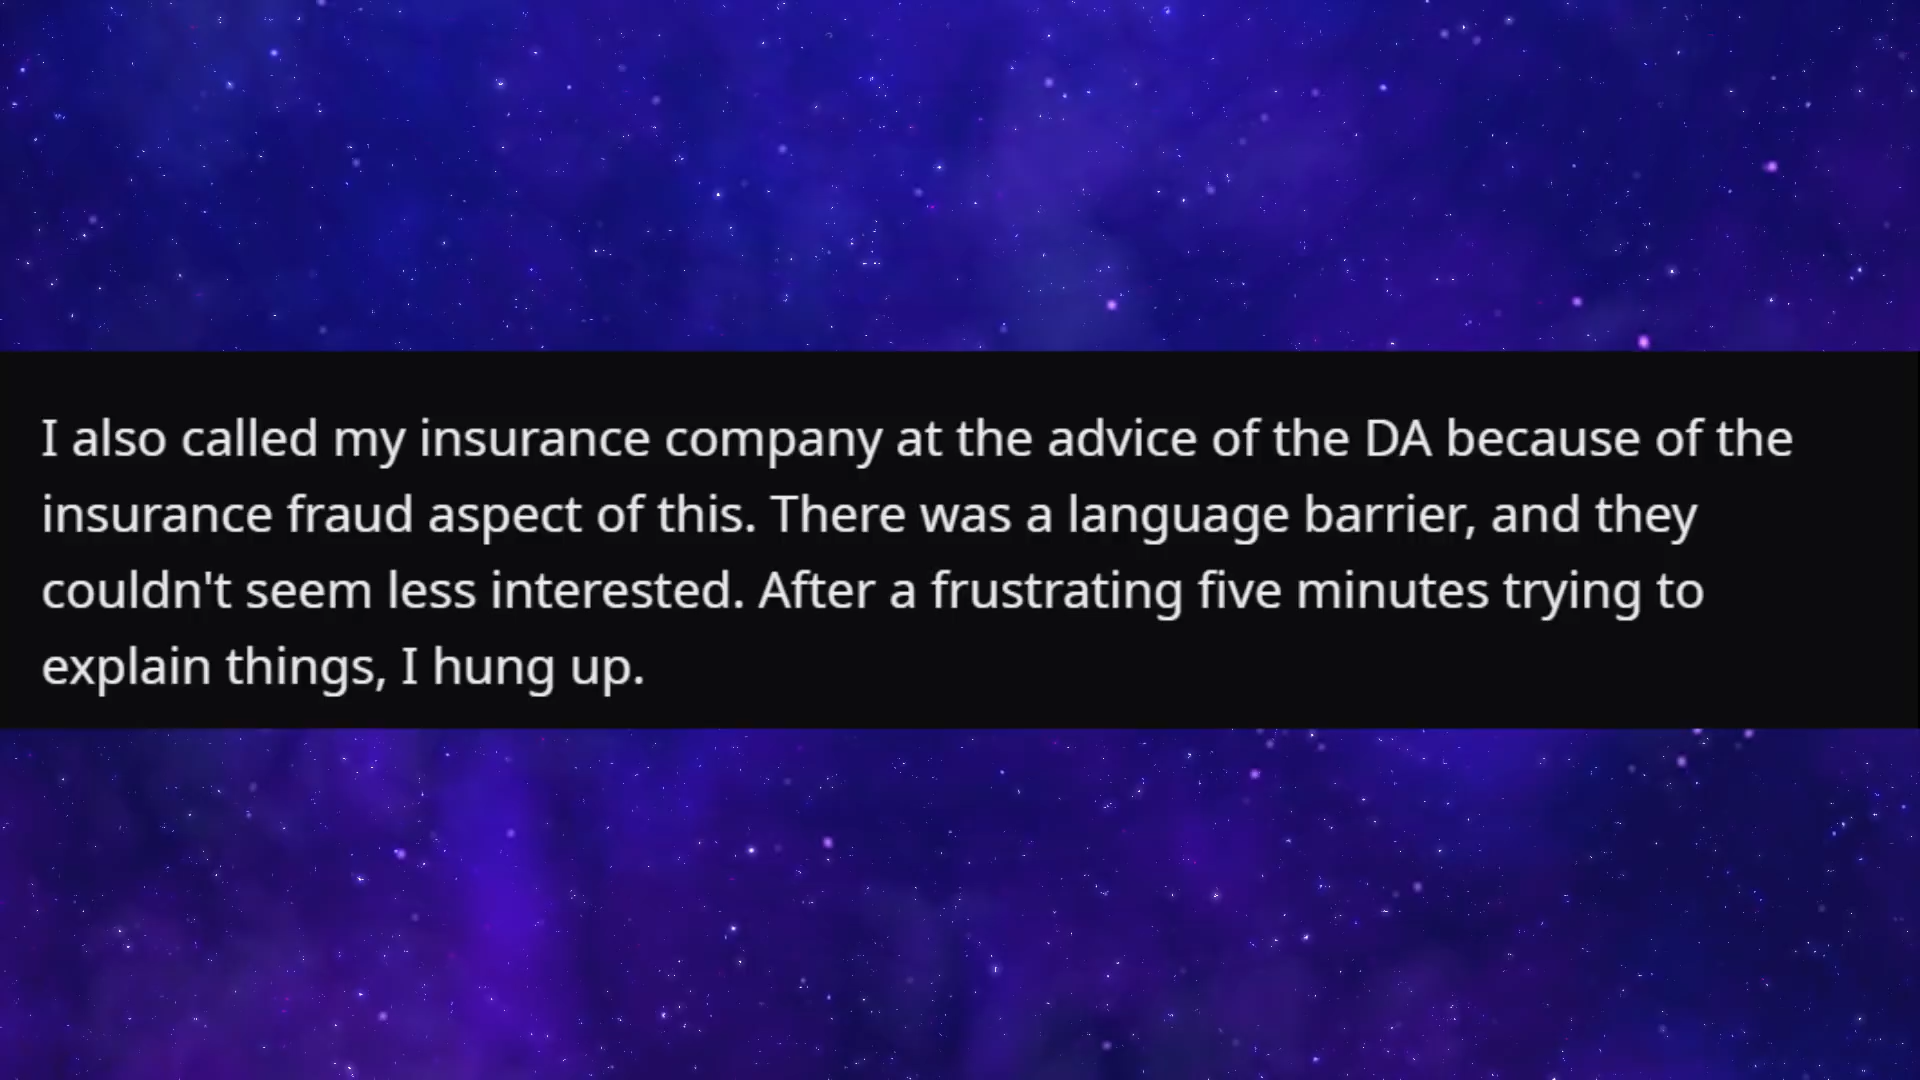 I also called my insurance company at the advice of the DA because of the
insurance fraud aspect of this. There was a language barrier, and they
couldn't seem less interested. After a frustrating five minutes trying to
explain things, I hung up.